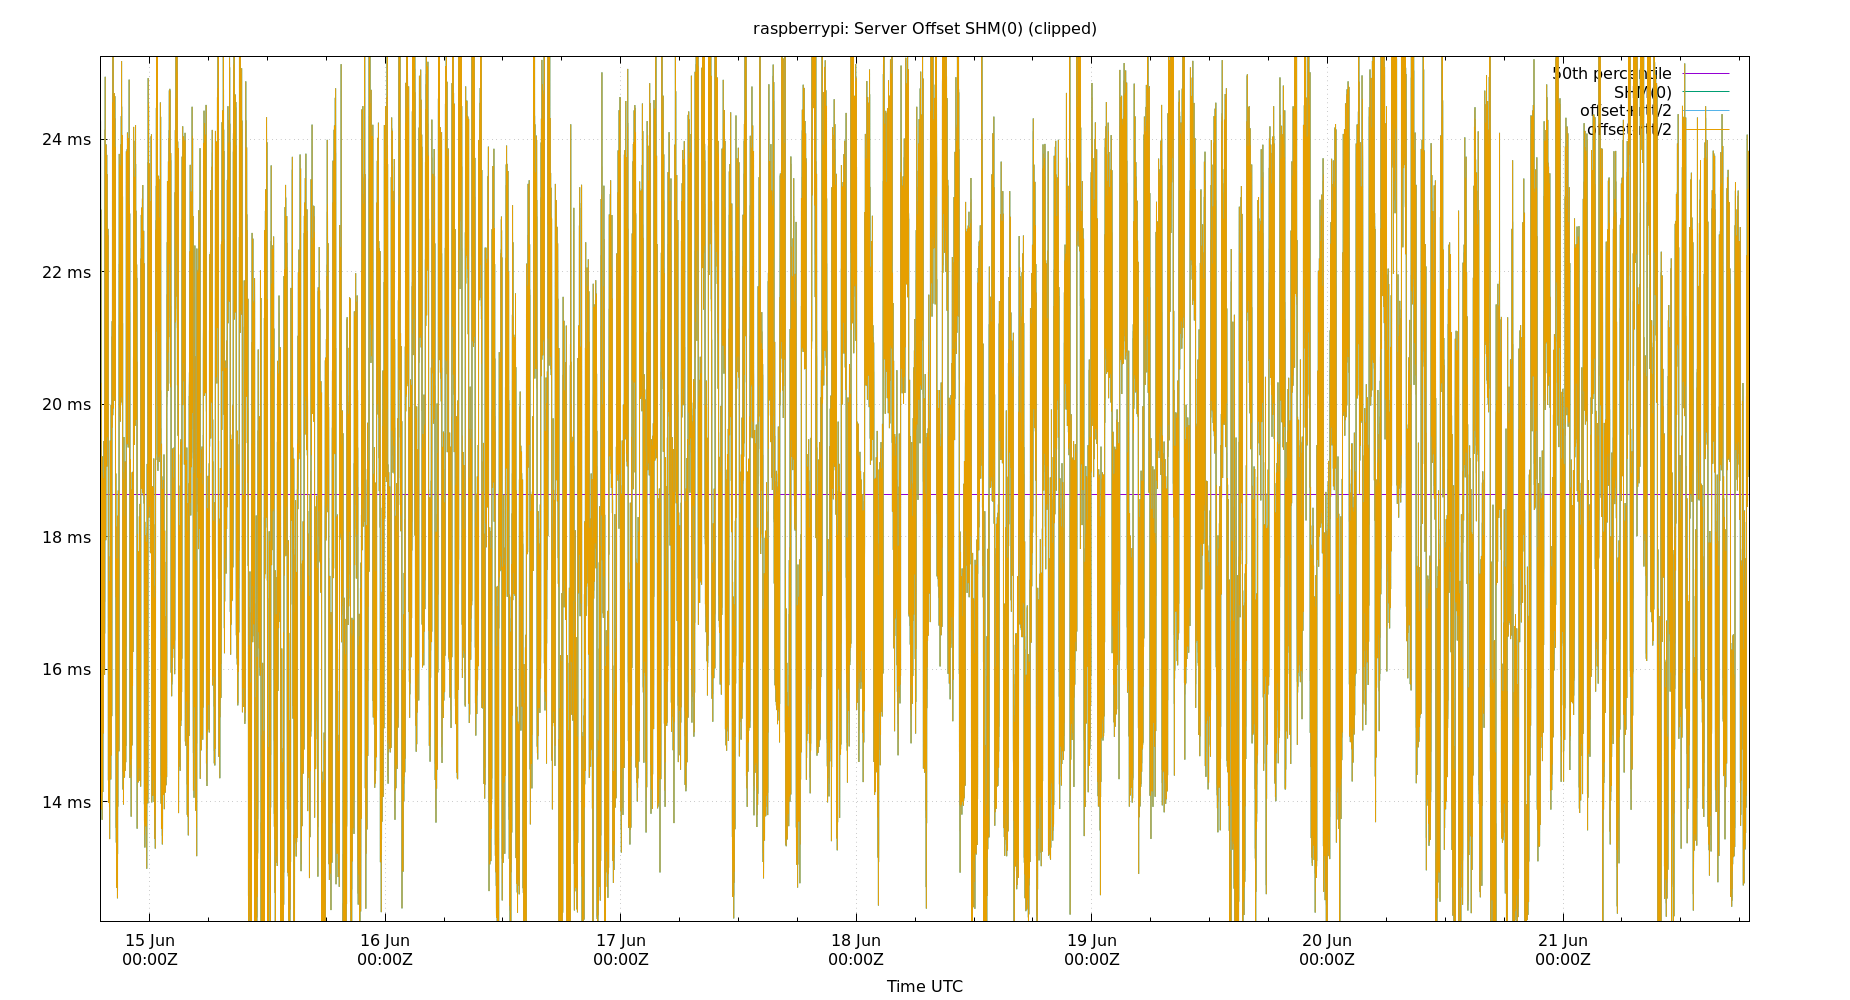 raspberrypi: Server Offset SHM(0) (clipped)
50th percentile
SHM(0)
offset+rtt/2
offset-rtt/2
24 ms
22 ms
20 ms
18 ms
16 ms
14 ms
15 Jun 16 Jun 17 Jun 18 Jun 19 Jun 20 Jun 21 Jun
00:00Z 00:00Z 00:00Z 00:00Z 00:00Z 00:00Z 00:00Z
Time UTC